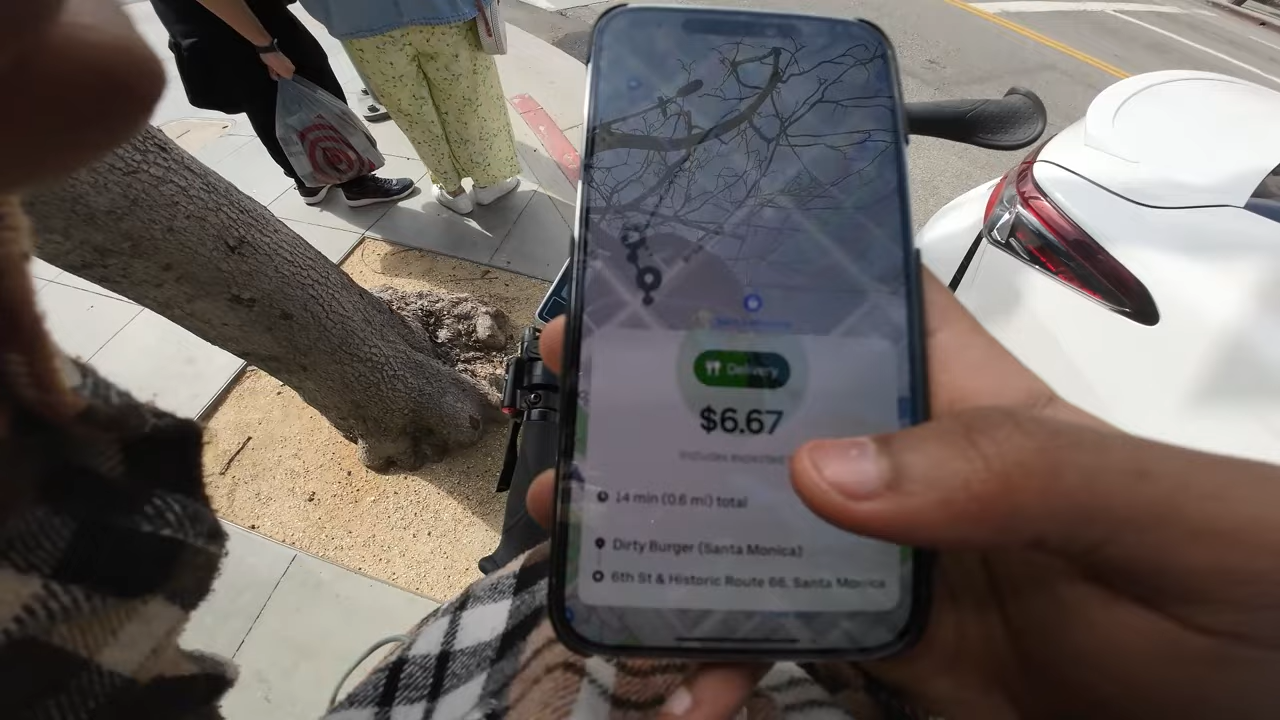 Delivery
$6.67
14 min (0.6 mi) total
Dirty Burger (Santa Monica)
6th St & Historic Route 66, Santa Monica